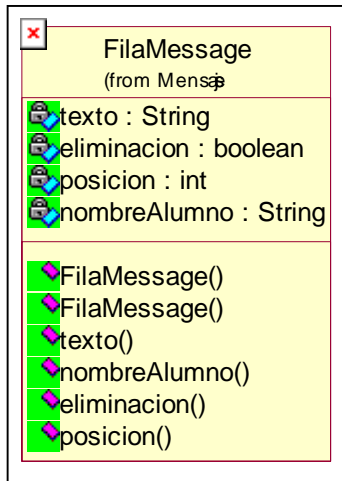 FilaMessage
(from Mensaje)
texto : String
eliminacion : boolean
posicion : int
nombreAlumno : String
FilaMessage()
FilaMessage()
texto()
nombreAlumno()
eliminacion()
posicion()